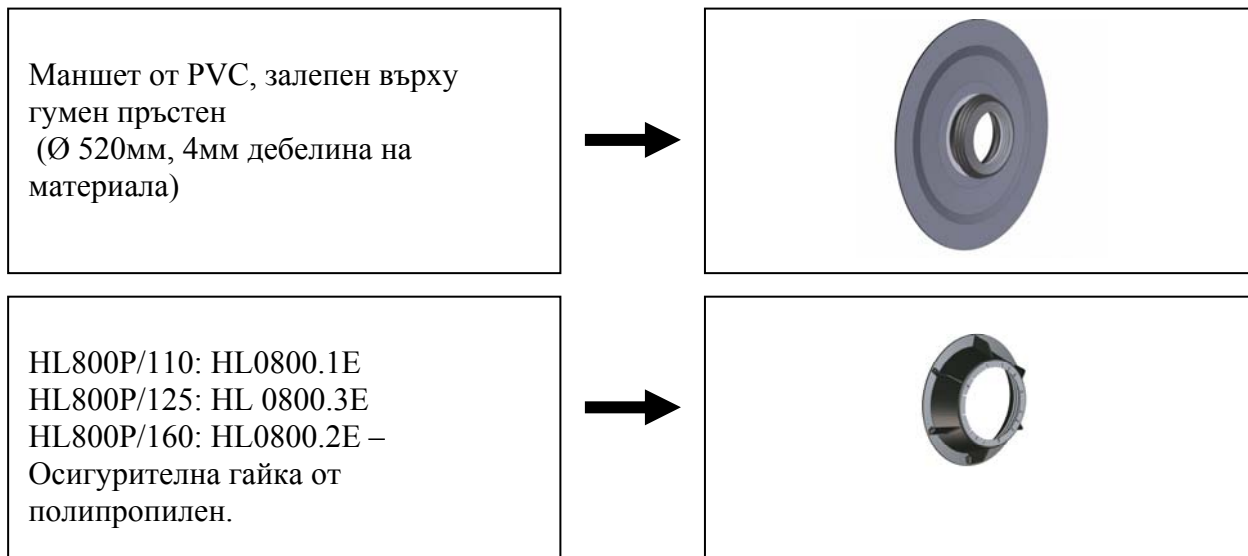 Маншет от PVC, залепен върху
гумен пръстен
(Ø 520мм, 4мм дебелина на
материала)
HL800P/110: HL0800.1E
HL800P/125: HL 0800.3E
HL800P/160: HL0800.2E –
Осигурителна гайка от
полипропилен.